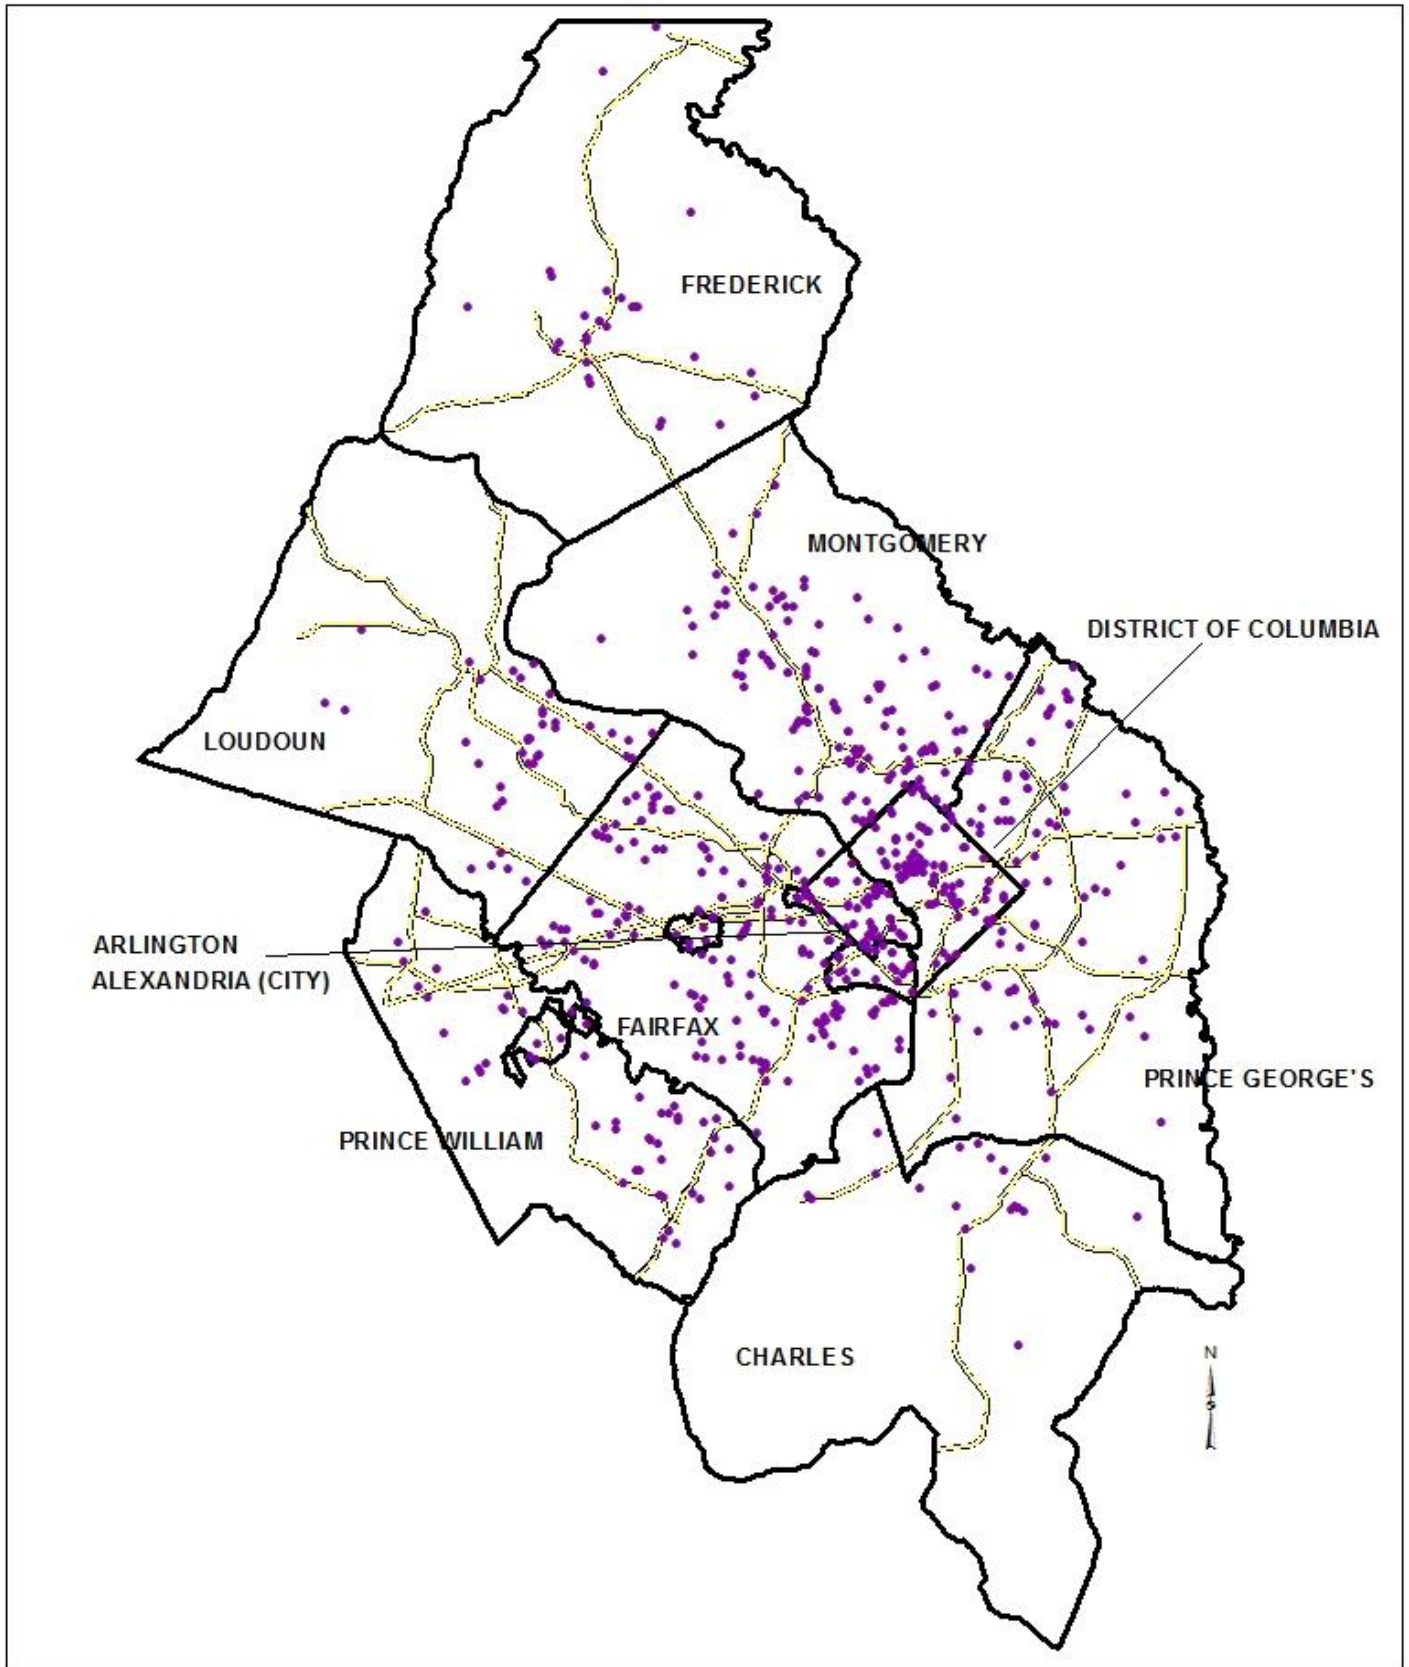 FREDERICK
MONTGOMERY
DISTRICT OF COLUMBIA
LOUDOUN
ARLINGTON
ALEXANDRIA (CITY)
FAIRFAX
PRINCE GEORGE'S
PRINCE WILLIAM
CHARLES
N